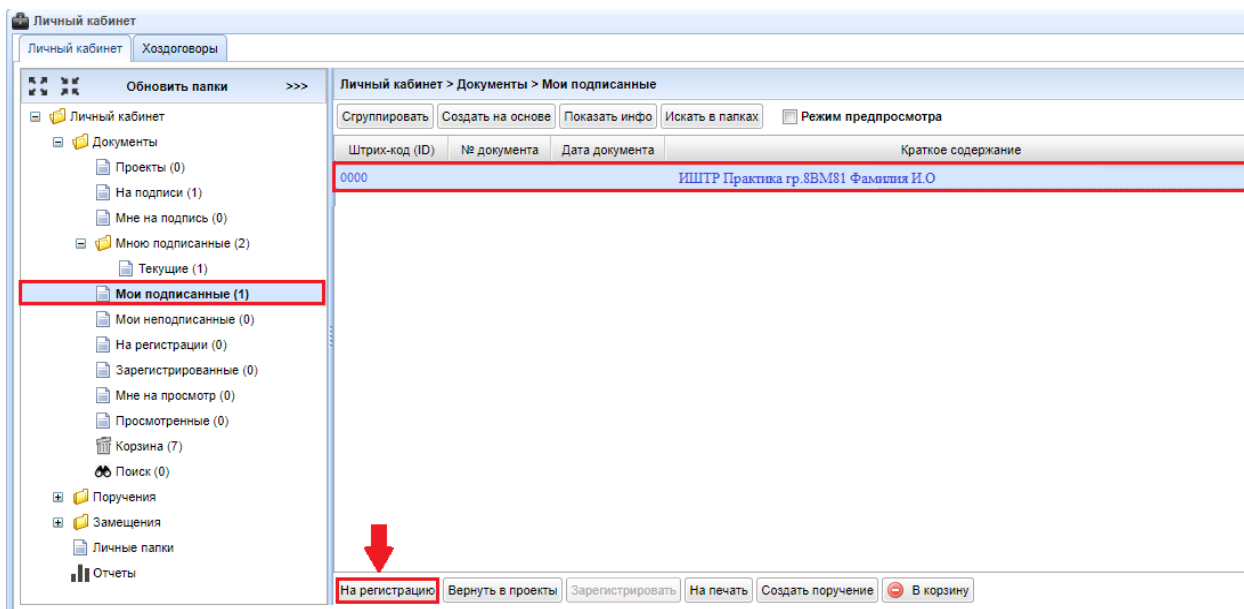 Личный кабинет
Личный кабинет Хоздоговоры
Обновить папки >>>
Личный кабинет
Документы
Проекты (0)
На подписи (1)
Мне на подпись (0)
Мною подписанные (2)
Текущие (1)
Мои подписанные (1)
Мои неподписанные (0)
На регистрации (0)
Зарегистрированные (0)
Мне на просмотр (0)
Просмотренные (0)
Корзина (7)
Поиск (0)
Поручения
Замещения
Личные папки
Отчеты
Личный кабинет > Документы > Мои подписанные
Сгруппировать Создать на основе Показать инфо Искать в папках Режим предпросмотра
Штрих-код (ID) № документа Дата документа Краткое содержание
0000 ИШТР Практика гр.8ВМ81 Фамилия И.О
На регистрацию Вернуть в проекты Зарегистрировать На печать Создать поручение В корзину